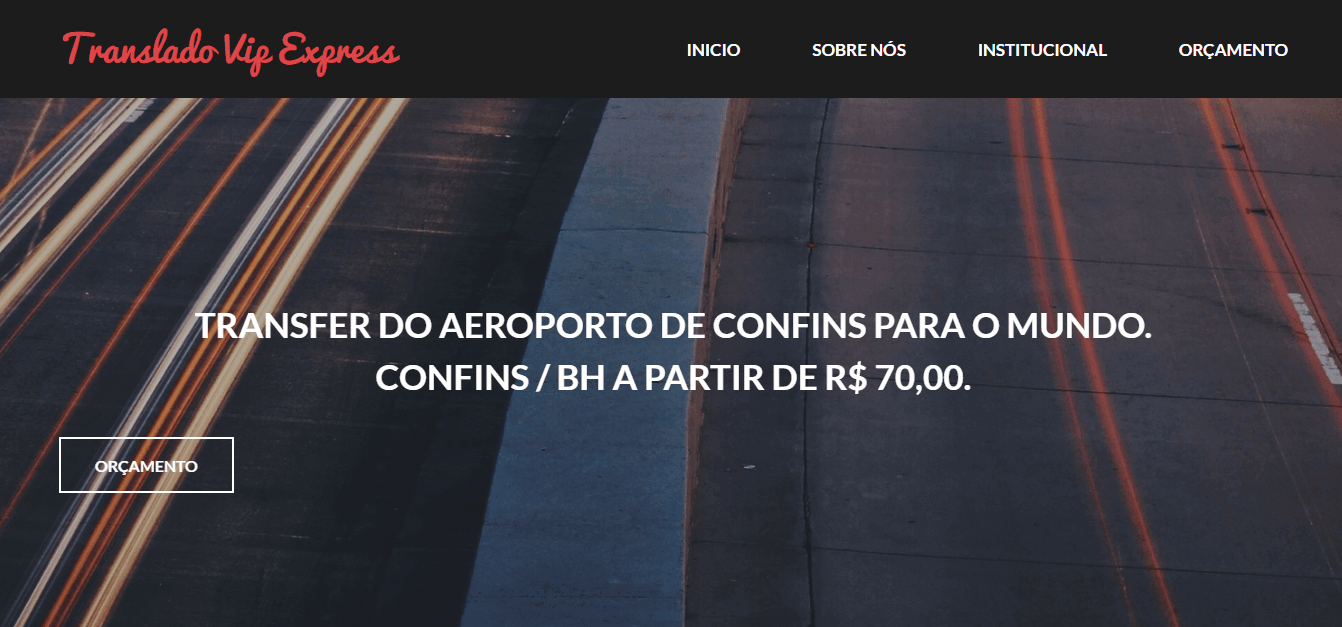 Translado Vip Express
INICIO SOBRE NÓS INSTITUCIONAL ORÇAMENTO
TRANSFER DO AEROPORTO DE CONFINS PARA O MUNDO.
CONFINS / BH A PARTIR DE R$ 70,00.
ORÇAMENTO